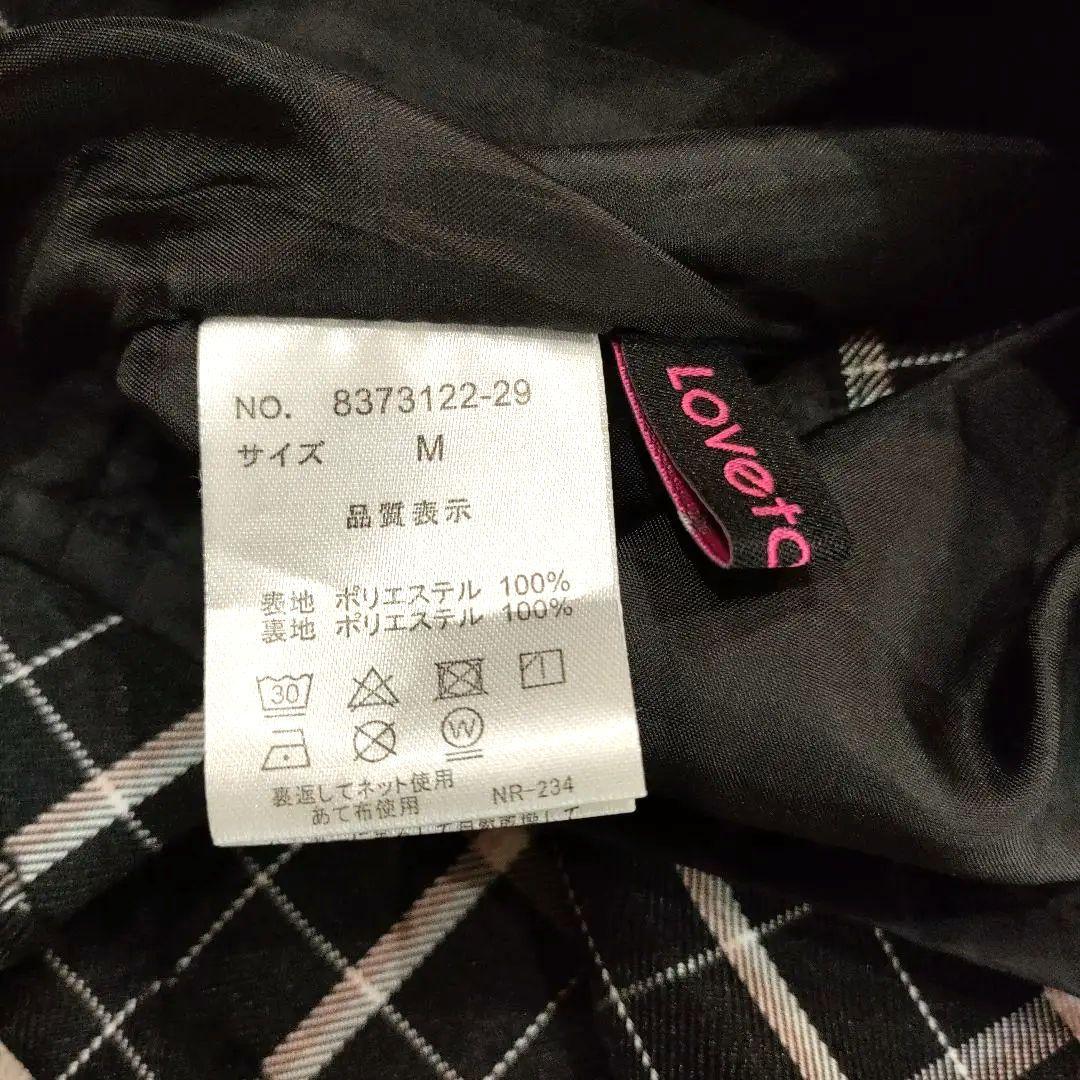 NO. 8373122-29
サイズ M
品質表示
表地 ポリエステル 100%
裏地 ポリエステル 100%
30
W
裏返してネット使用
あて布使用
NR-234
Loveto